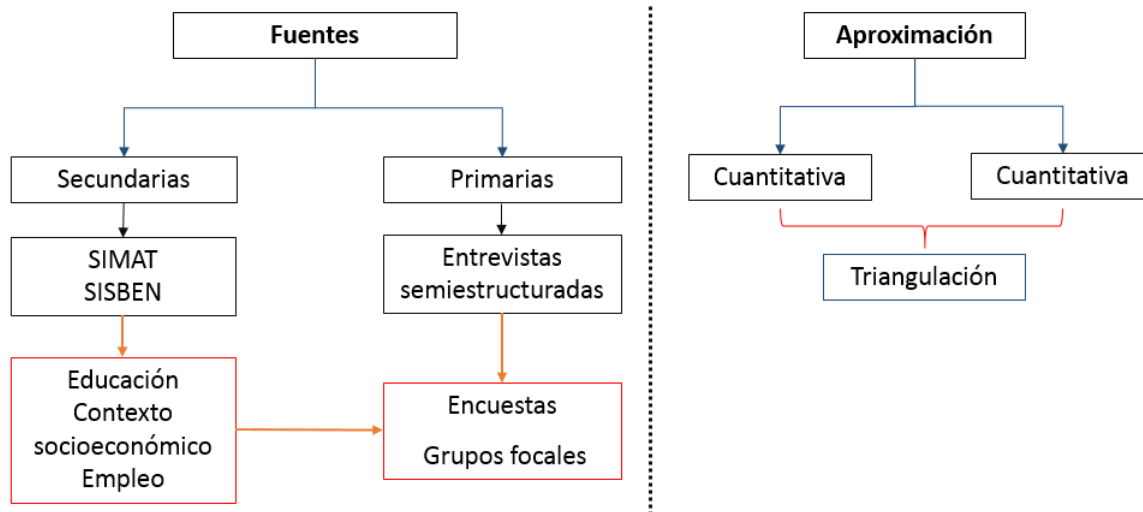 Fuentes
Secundarias
Primarias
SIMAT
SISBEN
Entrevistas
semiestructuradas
Educación
Contexto
socioeconómico
Empleo
Encuestas
Grupos focales
Aproximación
Cuantitativa
Cuantitativa
Triangulación